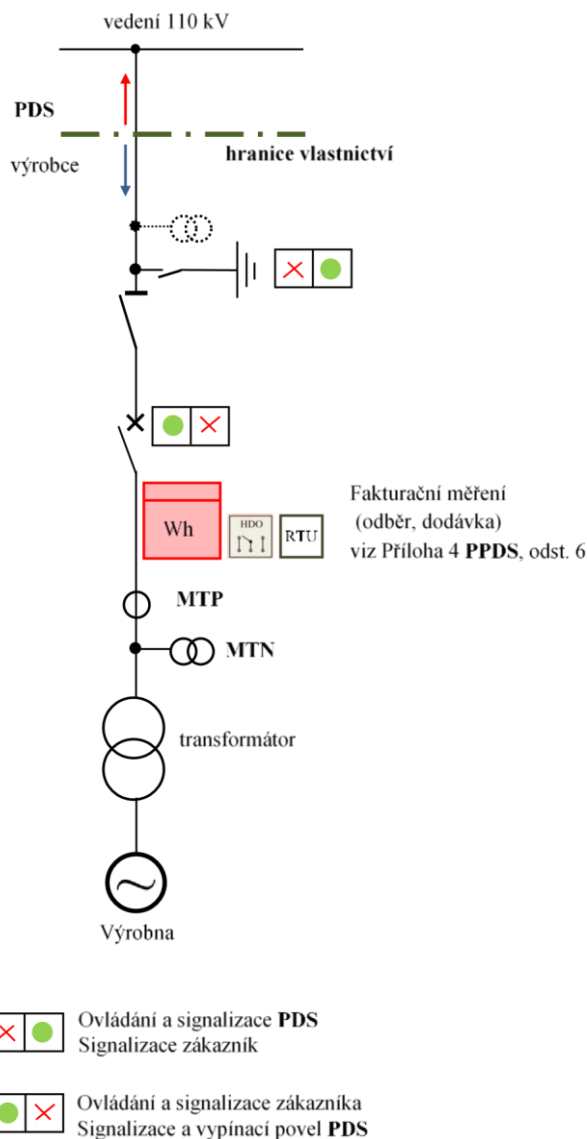 vedení 110 kV
PDS
hranice vlastnictví
výrobce
Fakturační měření
(odběr, dodávka)
viz Příloha 4 PPDS, odst. 6
Wh
HDO
RTU
MTP
MTN
transformátor
Výrobna
Ovládání a signalizace PDS
Signalizace zákazník
Ovládání a signalizace zákazníka
Signalizace a vypínací povel PDS